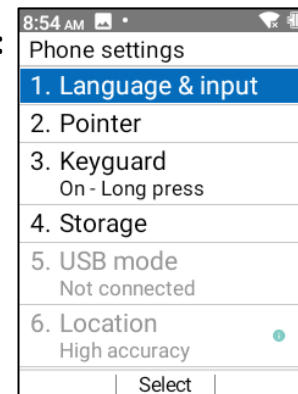 8:54 AM
:
Phone settings
1. Language & input
2. Pointer
3. Keyguard
On - Long press
4. Storage
5. USB mode
Not connected
6. Location
High accuracy
Select